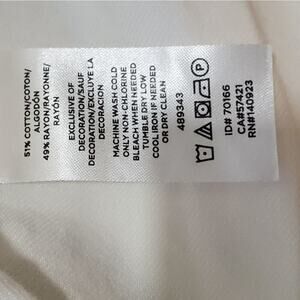 51% COTTON/COTON/
ALGODÓN
49% RAYON/RAYONNE/
RAYÓN
EXCLUSIVE OF
DECORATION/SAUF
DECORATION/EXCLUYE LA
DECORACION
MACHINE WASH COLD
ONLY NON-CHLORINE
BLEACH WHEN NEEDED
TUMBLE DRY LOW
COOL IRON IF NEEDED
OR DRY CLEAN
489343
ID# 70166
CA#57421
RN#140923